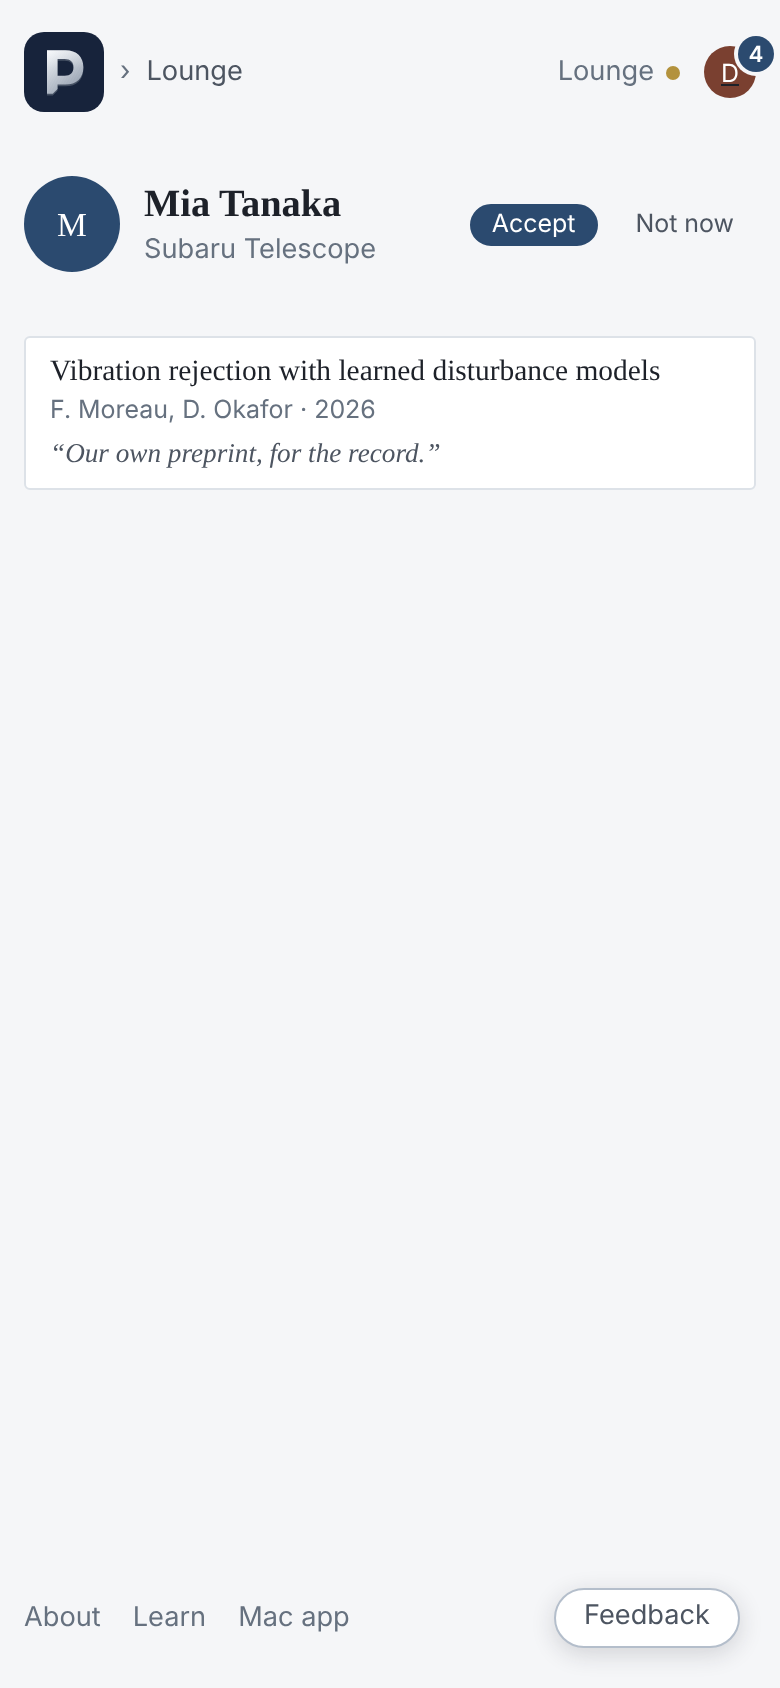 P › Lounge Lounge D 4
M
Mia Tanaka
Subaru Telescope
Accept Not now
Vibration rejection with learned disturbance models
F. Moreau, D. Okafor · 2026
“Our own preprint, for the record.”
About Learn Mac app Feedback